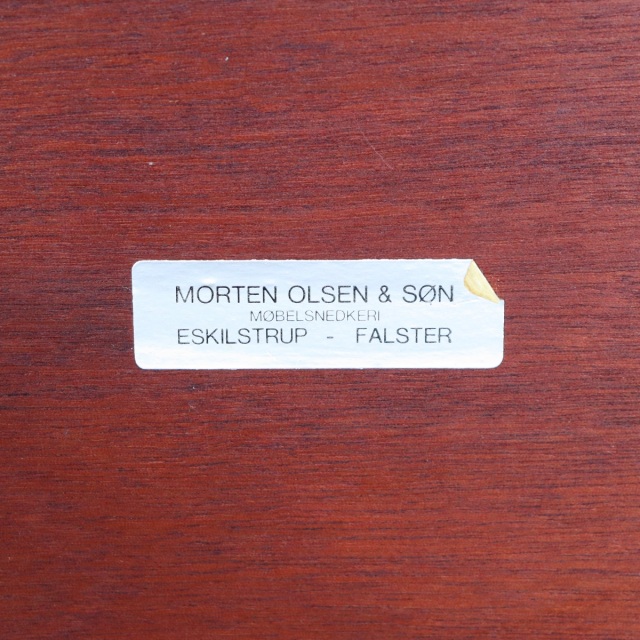 MORTEN OLSEN & SØN
MØBELSNEDKERI
ESKILSTRUP - FALSTER